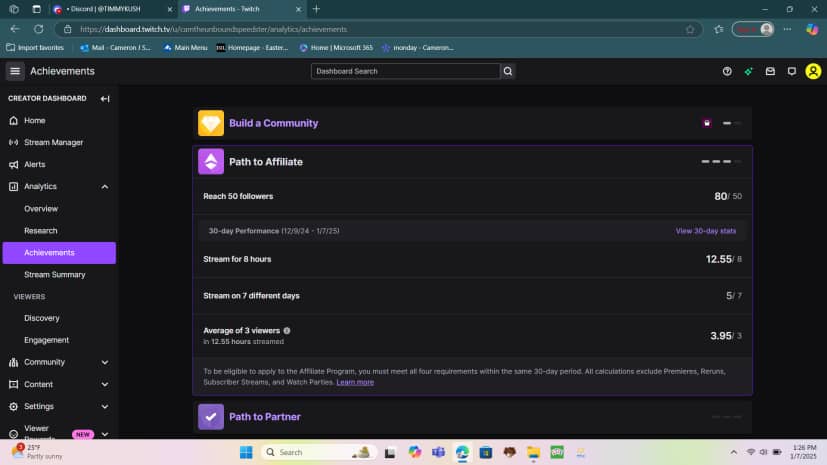 • Discord | @TIMMYKUSH
Achievements - Twitch
https://dashboard.twitch.tv/u/camtheunboundspeedster/analytics/achievements
Import favorites
Mail - Cameron J S...
Main Menu
Homepage - Easter...
Home | Microsoft 365
monday - Cameron...
Achievements
Dashboard Search
CREATOR DASHBOARD
Home
Stream Manager
Alerts
Analytics
Overview
Research
Achievements
Stream Summary
VIEWERS
Discovery
Engagement
Community
Content
Settings
Viewer
Rewards
NEW
Build a Community
Path to Affiliate
Reach 50 followers
80/ 50
30-day Performance (12/9/24 - 1/7/25)
View 30-day stats
Stream for 8 hours
12.55/ 8
Stream on 7 different days
5/ 7
Average of 3 viewers
in 12.55 hours streamed
3.95/ 3
To be eligible to apply to the Affiliate Program, you must meet all four requirements within the same 30-day period. All calculations exclude Premieres, Reruns,
Subscriber Streams, and Watch Parties. Learn more
Path to Partner
3
25°F
Partly sunny
Search
1:26 PM
1/7/2025